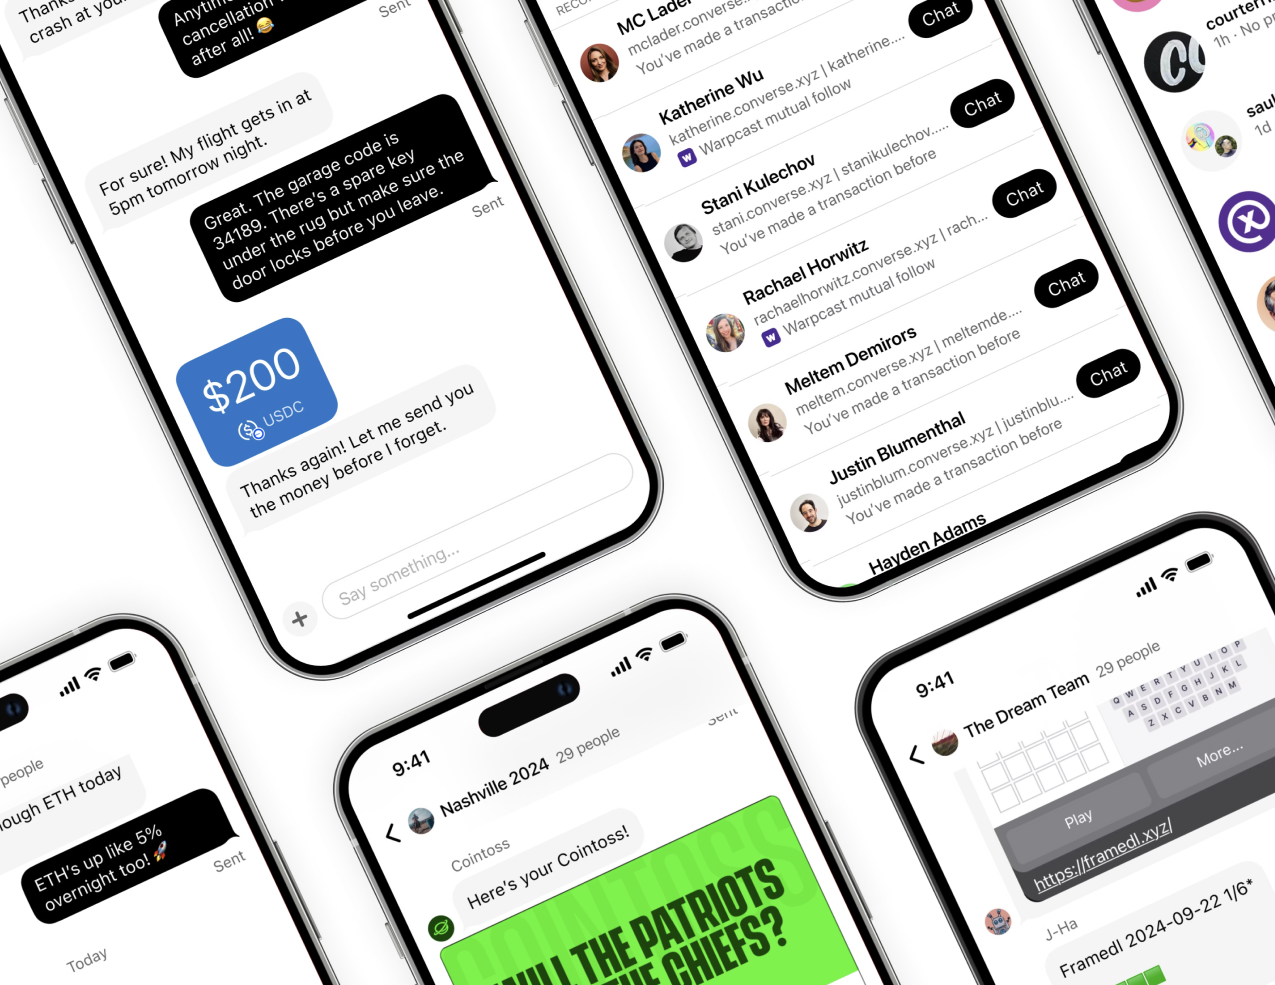 Thanks
crash at your
Anytime
cancellation
after all! 😂
Sent
For sure! My flight gets in at
5pm tomorrow night.
Great. The garage code is
34189. There's a spare key
under the rug but make sure the
door locks before you leave.
Sent
$200
USDC
Thanks again! Let me send you
the money before I forget.
Say something...
MC Lader
mclader.converse....
You've made a transaction
Chat
Katherine Wu
katherine.converse.xyz | katherine....
Warpcast mutual follow
Chat
Stani Kulechov
stani.converse.xyz | stanikulechov.....
You've made a transaction before
Chat
Rachael Horwitz
rachaelhorwitz.converse.xyz | rach...
Warpcast mutual follow
Chat
Meltem Demirors
meltem.converse.xyz | meltemde....
You've made a transaction before
Chat
Justin Blumenthal
justinblum.converse.xyz | justinblu....
You've made a transaction before
Hayden Adams
1h · No pr
saul
1d
people
ETH today
ETH's up like 5%
overnight too! 🚀
Sent
Today
9:41
Nashville 2024 29 people
Sent
Cointoss
Here's your Cointoss!
COINTOSS
WILL THE PATRIOTS
THE CHIEFS?
9:41
The Dream Team 29 people
Q W E R T Y U I O P
A S D F G H J K L
Z X C V B N M
Play
More...
https://framedl.xyz/
J-Ha
Framedl 2024-09-22 1/6*